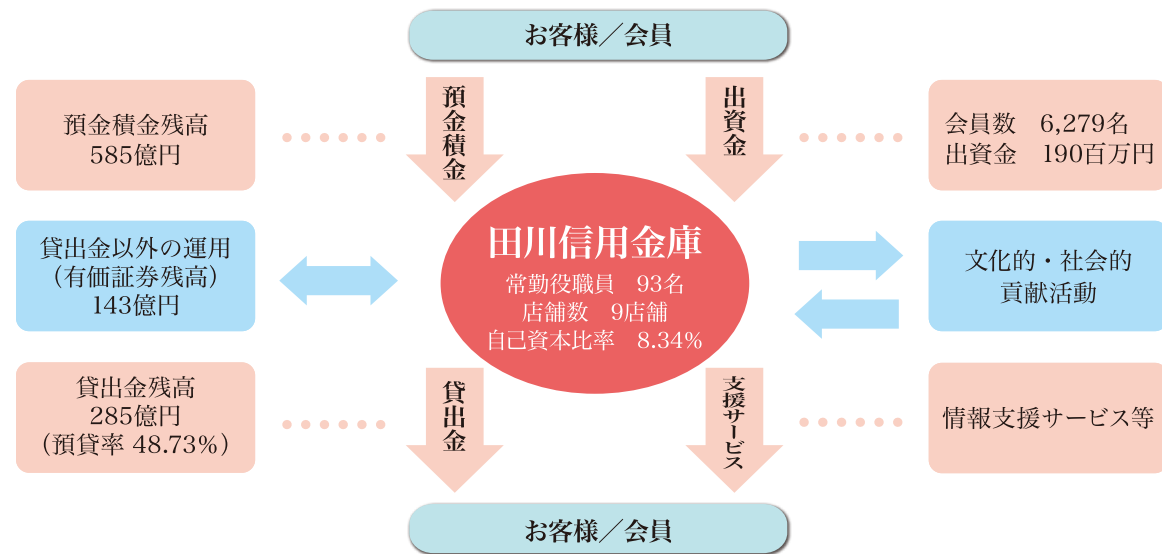 お客様／会員
預金積金
出資金
預金積金残高
585億円
会員数　6,279名
出資金　190百万円
田川信用金庫
常勤役職員　93名
店舗数　9店舗
自己資本比率　8.34%
貸出金以外の運用
（有価証券残高）
143億円
文化的・社会的
貢献活動
貸出金残高
285億円
（預貸率 48.73%）
貸出金
支援サービス
情報支援サービス等
お客様／会員